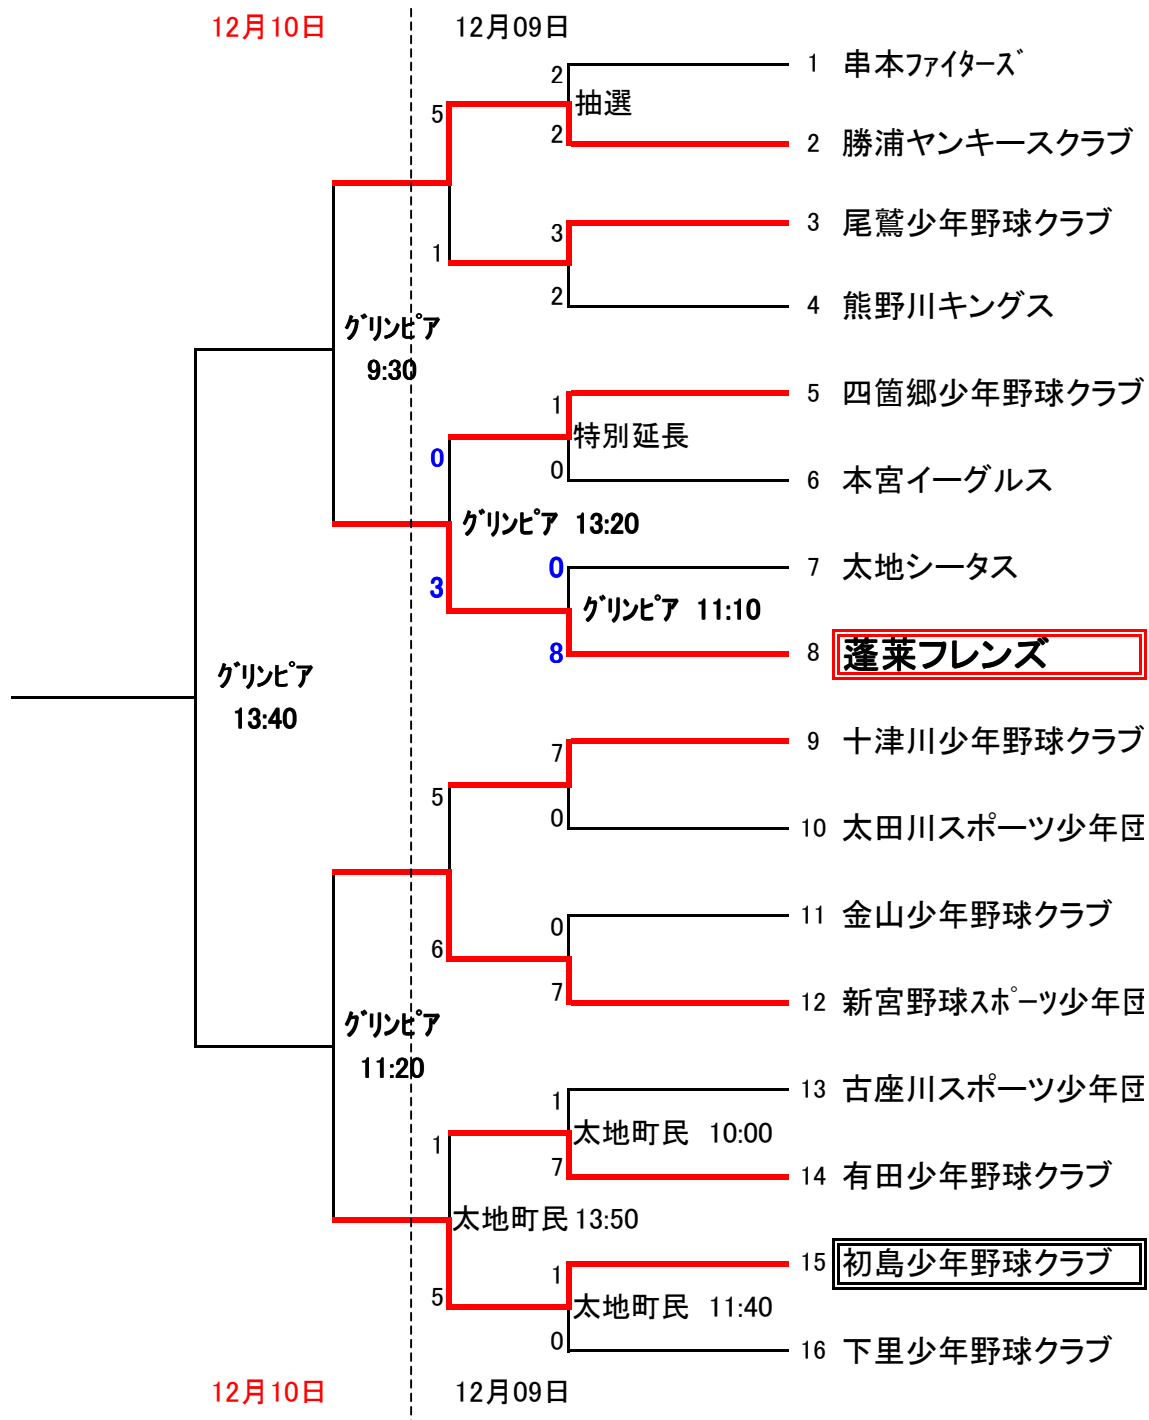 12月10日 12月09日
2 1 串本ファイターズ
5 抽選
2 2 勝浦ヤンキースクラブ
3 3 尾鷲少年野球クラブ
1
2 4 熊野川キングス
グリンピア
9:30
1 5 四箇郷少年野球クラブ
特別延長
0
0 6 本宮イーグルス
グリンピア 13:20
0 7 太地シータス
3
グリンピア 11:10
8 8 蓬莱フレンズ
グリンピア
13:40
7 9 十津川少年野球クラブ
5
0 10 太田川スポーツ少年団
0 11 金山少年野球クラブ
6
7 12 新宮野球スポーツ少年団
グリンピア
11:20
1 13 古座川スポーツ少年団
1 太地町民 10:00
7 14 有田少年野球クラブ
太地町民 13:50
1 15 初島少年野球クラブ
5 太地町民 11:40
0 16 下里少年野球クラブ
12月10日 12月09日